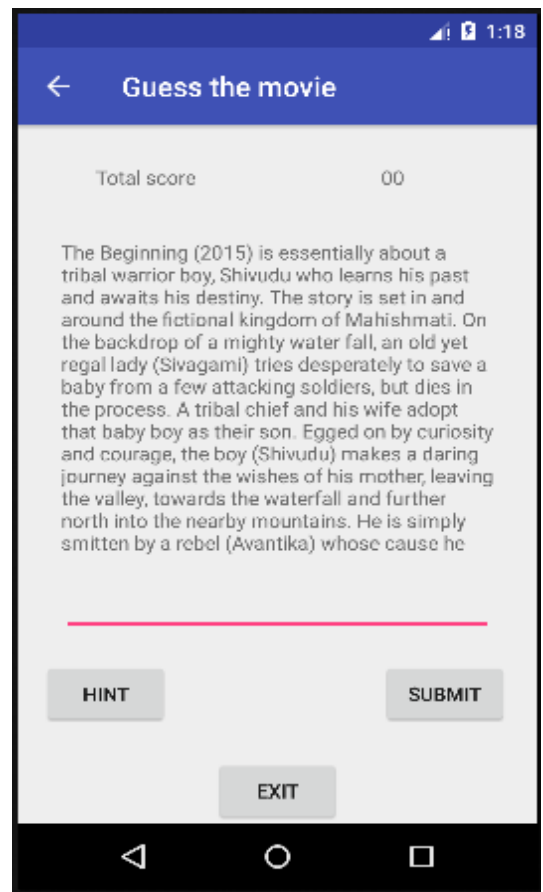 1:18
Guess the movie
Total score 00
The Beginning (2015) is essentially about a
tribal warrior boy, Shivudu who learns his past
and awaits his destiny. The story is set in and
around the fictional kingdom of Mahishmati. On
the backdrop of a mighty water fall, an old yet
regal lady (Sivagami) tries desperately to save a
baby from a few attacking soldiers, but dies in
the process. A tribal chief and his wife adopt
that baby boy as their son. Egged on by curiosity
and courage, the boy (Shivudu) makes a daring
journey against the wishes of his mother, leaving
the valley, towards the waterfall and further
north into the nearby mountains. He is simply
smitten by a rebel (Avantika) whose cause he
HINT SUBMIT
EXIT